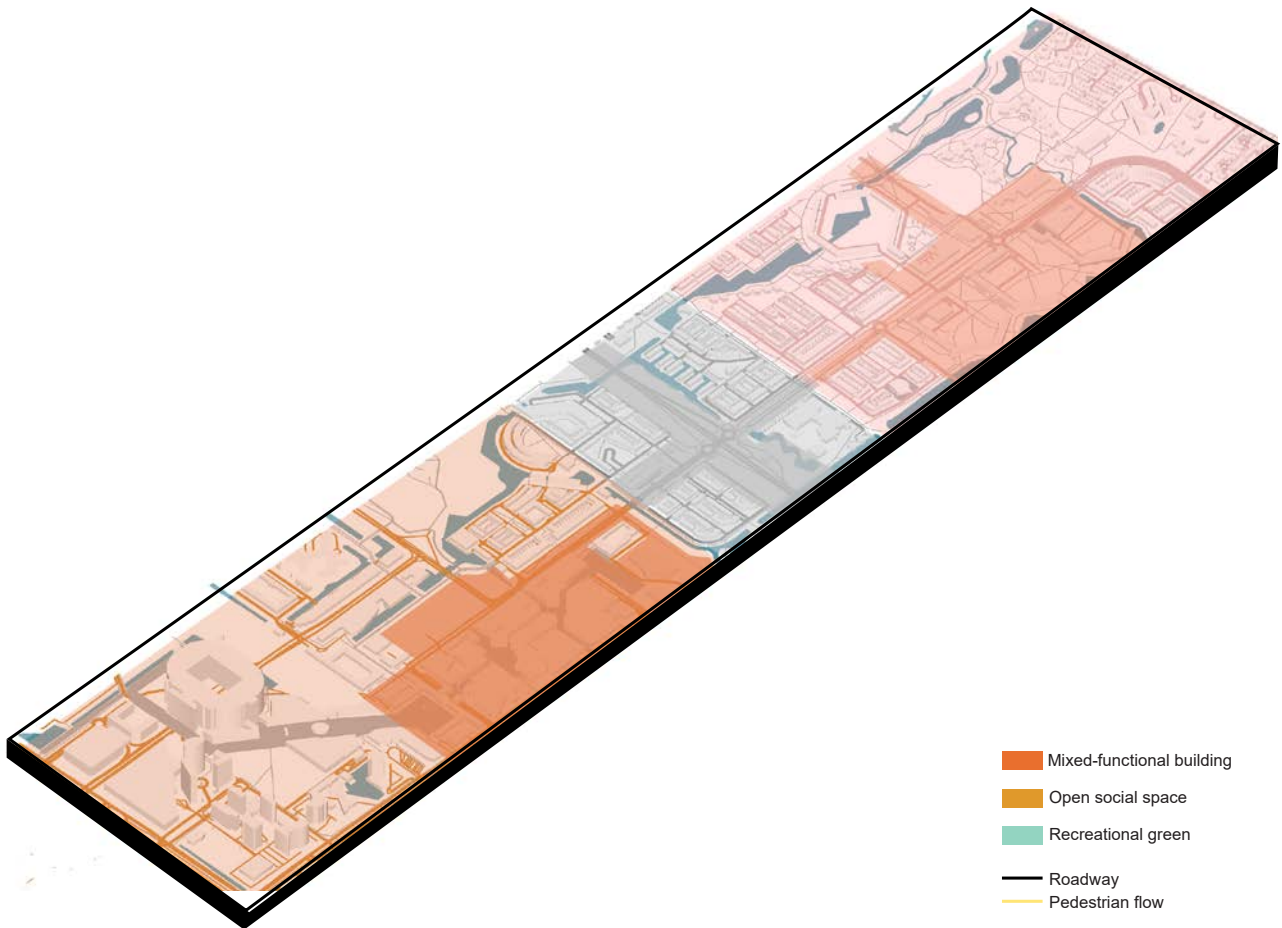 Mixed-functional building
Open social space
Recreational green
Roadway
Pedestrian flow